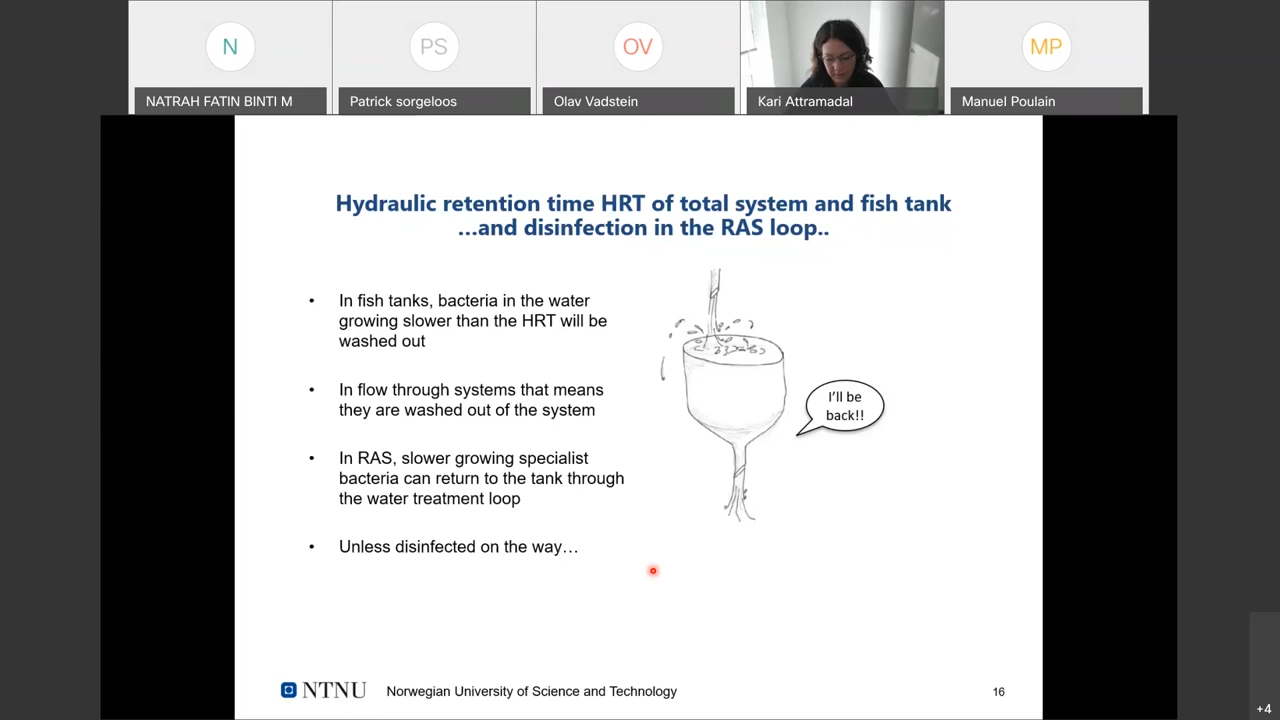 N
PS
OV
MP
NATRAH FATIN BINTI M
Patrick sorgeloos
Olav Vadstein
Kari Attramadal
Manuel Poulain
Hydraulic retention time HRT of total system and fish tank
…and disinfection in the RAS loop..
• In fish tanks, bacteria in the water
growing slower than the HRT will be
washed out
• In flow through systems that means
they are washed out of the system
• In RAS, slower growing specialist
bacteria can return to the tank through
the water treatment loop
• Unless disinfected on the way…
I'll be
back!!
NTNU Norwegian University of Science and Technology
16
+4